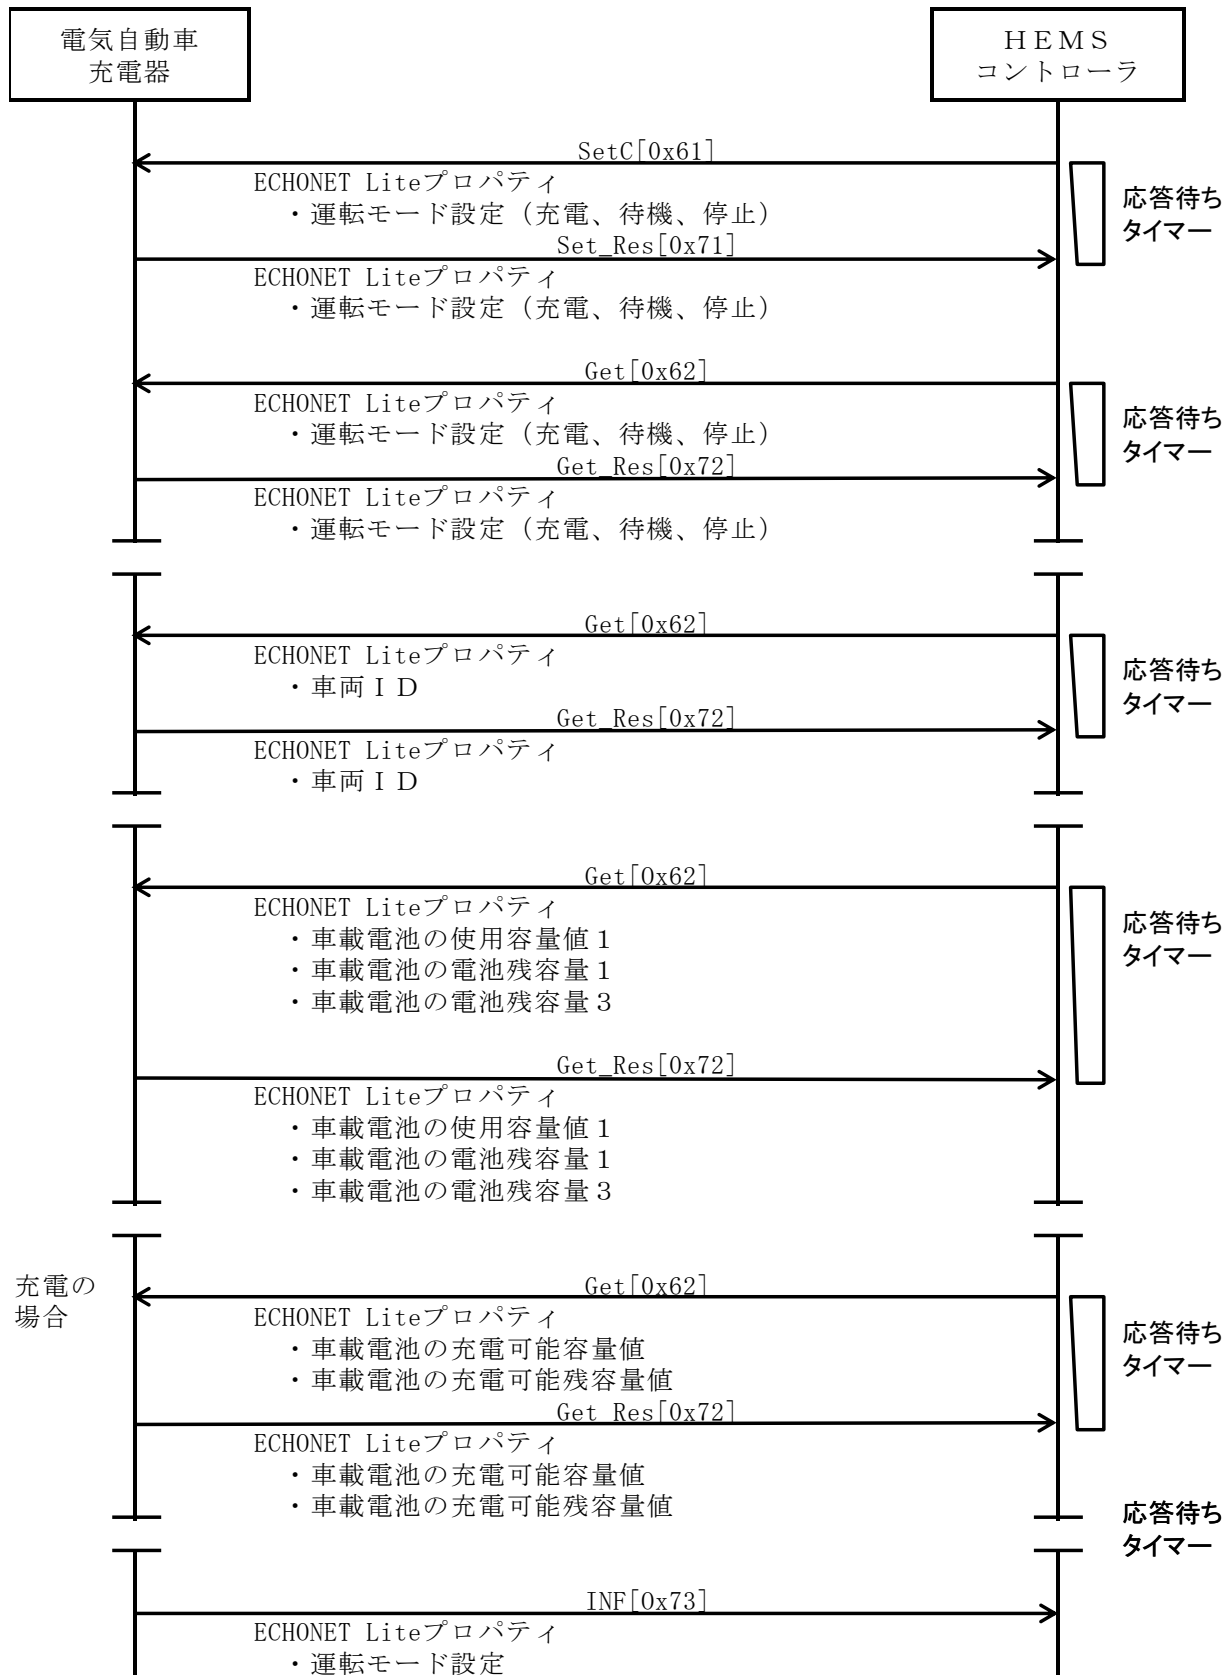 電気自動車
充電器
ＨＥＭＳ
コントローラ
SetC[0x61]
ECHONET Liteプロパティ
・運転モード設定（充電、待機、停止）
応答待ち
タイマー
Set_Res[0x71]
ECHONET Liteプロパティ
・運転モード設定（充電、待機、停止）
Get[0x62]
ECHONET Liteプロパティ
・運転モード設定（充電、待機、停止）
応答待ち
タイマー
Get_Res[0x72]
ECHONET Liteプロパティ
・運転モード設定（充電、待機、停止）
Get[0x62]
ECHONET Liteプロパティ
・車両ＩＤ
応答待ち
タイマー
Get_Res[0x72]
ECHONET Liteプロパティ
・車両ＩＤ
Get[0x62]
ECHONET Liteプロパティ
・車載電池の使用容量値１
・車載電池の電池残容量１
・車載電池の電池残容量３
応答待ち
タイマー
Get_Res[0x72]
ECHONET Liteプロパティ
・車載電池の使用容量値１
・車載電池の電池残容量１
・車載電池の電池残容量３
充電の
場合
Get[0x62]
ECHONET Liteプロパティ
・車載電池の充電可能容量値
・車載電池の充電可能残容量値
応答待ち
タイマー
Get_Res[0x72]
ECHONET Liteプロパティ
・車載電池の充電可能容量値
・車載電池の充電可能残容量値
応答待ち
タイマー
INF[0x73]
ECHONET Liteプロパティ
・運転モード設定